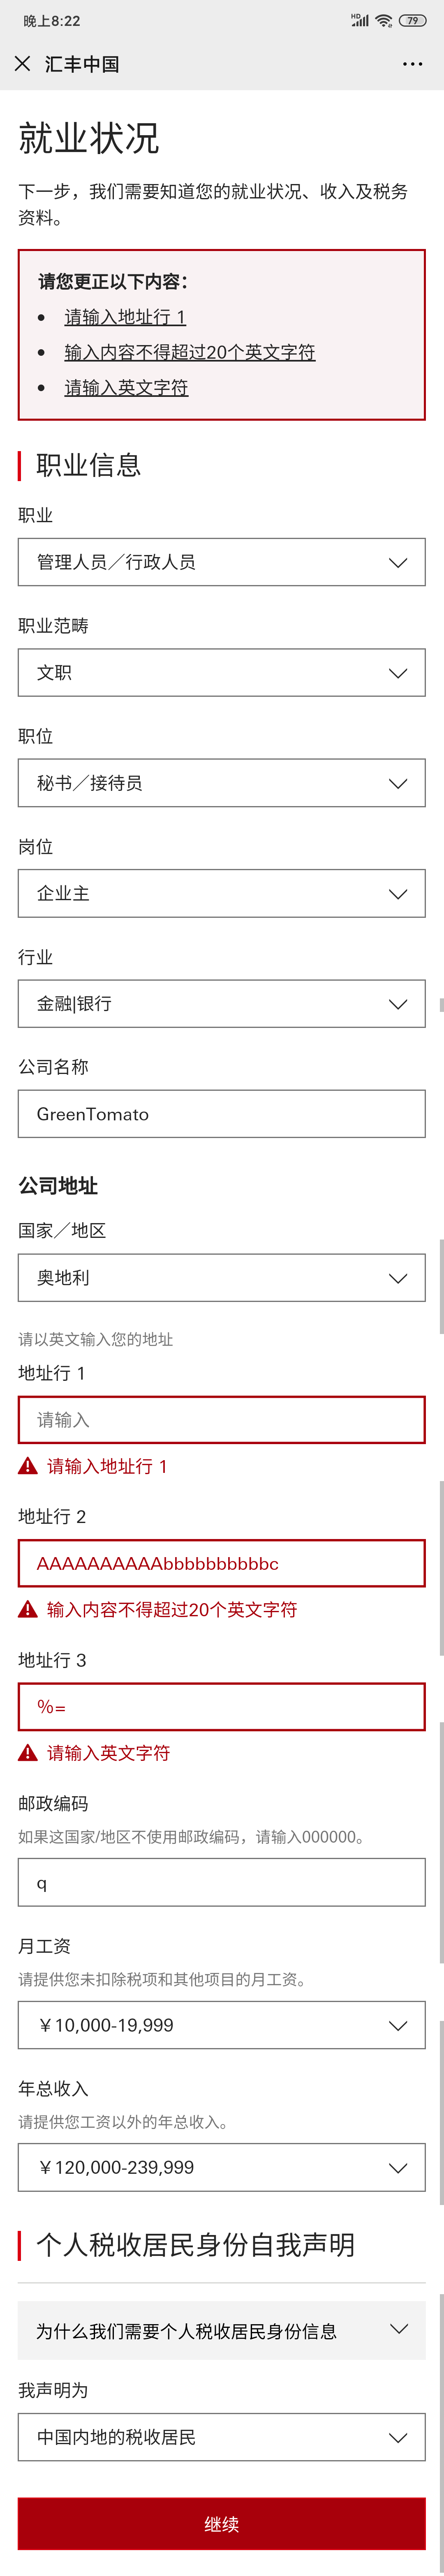 晚上8:22
HD
79
汇丰中国
就业状况
下一步，我们需要知道您的就业状况、收入及税务
资料。
请您更正以下内容：
• 请输入地址行 1
• 输入内容不得超过20个英文字符
• 请输入英文字符
职业信息
职业
管理人员／行政人员
职业范畴
文职
职位
秘书／接待员
岗位
企业主
行业
金融|银行
公司名称
GreenTomato
公司地址
国家／地区
奥地利
请以英文输入您的地址
地址行 1
请输入
请输入地址行 1
地址行 2
AAAAAAAAAAbbbbbbbbbbc
输入内容不得超过20个英文字符
地址行 3
%=
请输入英文字符
邮政编码
如果这国家/地区不使用邮政编码，请输入000000。
q
月工资
请提供您未扣除税项和其他项目的月工资。
￥10,000-19,999
年总收入
请提供您工资以外的年总收入。
￥120,000-239,999
个人税收居民身份自我声明
为什么我们需要个人税收居民身份信息
我声明为
中国内地的税收居民
继续